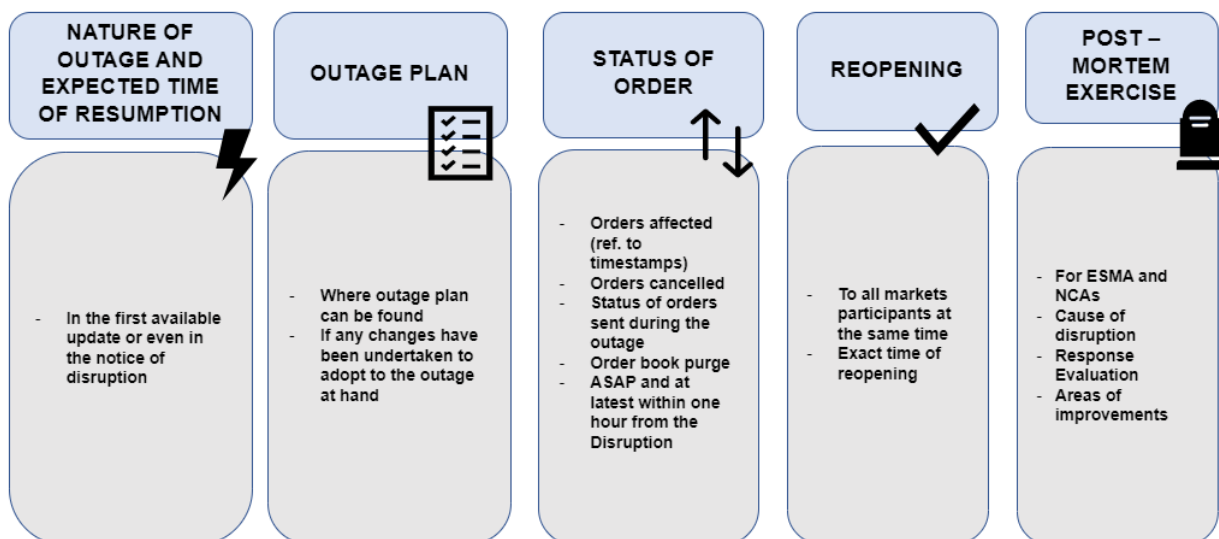 NATURE OF
OUTAGE AND
EXPECTED TIME
OF RESUMPTION
- In the first available
update or even in
the notice of
disruption
OUTAGE PLAN
- Where outage plan
can be found
- If any changes have
been undertaken to
adopt to the outage
at hand
STATUS OF
ORDER
- Orders affected
(ref. to
timestamps)
- Orders cancelled
- Status of orders
sent during the
outage
- Order book purge
- ASAP and at
latest within one
hour from the
Disruption
REOPENING
- To all markets
participants at
the same time
- Exact time of
reopening
POST –
MORTEM
EXERCISE
- For ESMA and
NCAs
- Cause of
disruption
- Response
Evaluation
- Areas of
improvements